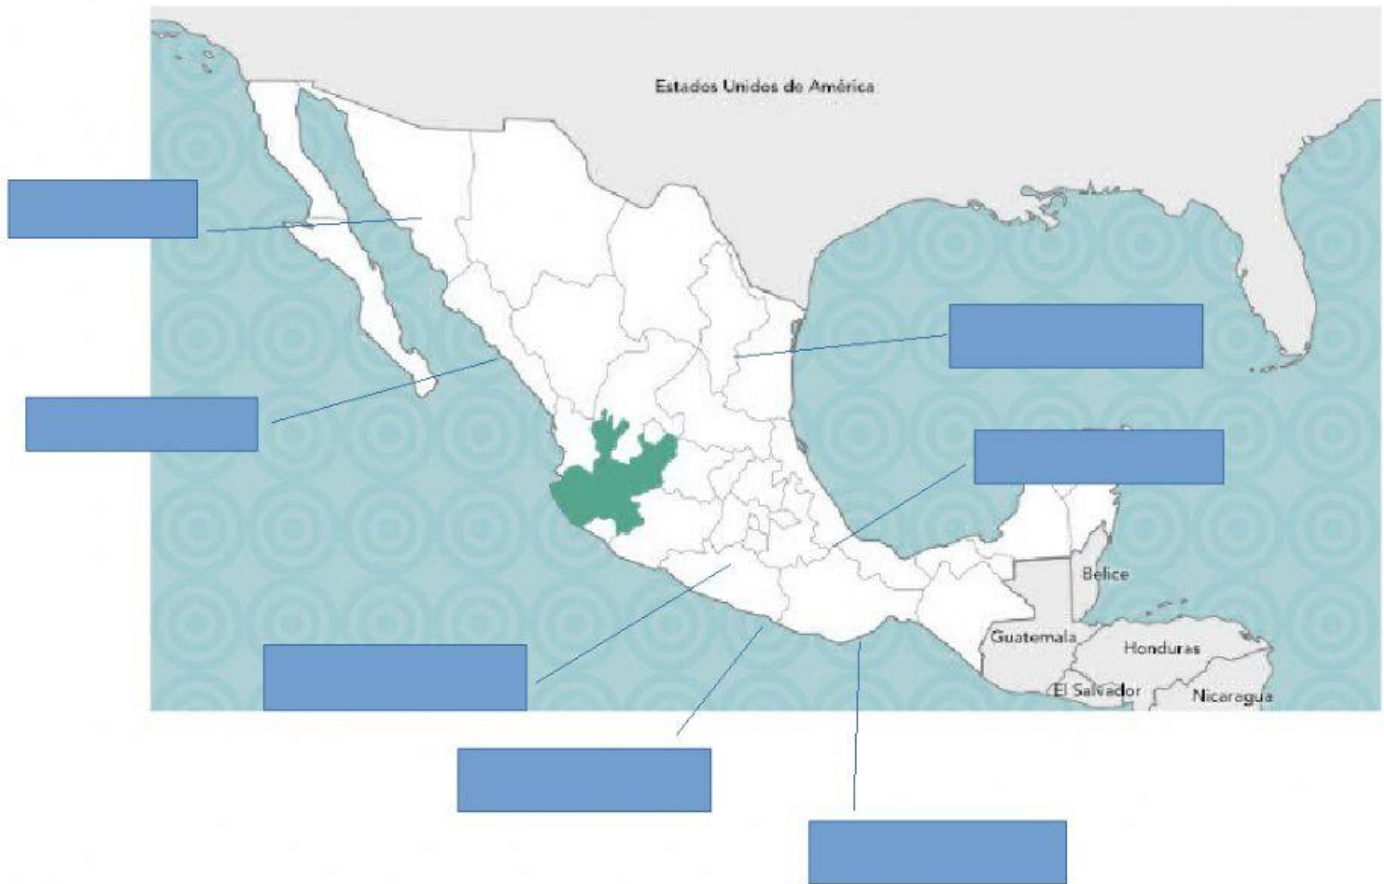 Estados Unidos de América
Belice
Guatemala
Honduras
El Salvador
Nicaragua